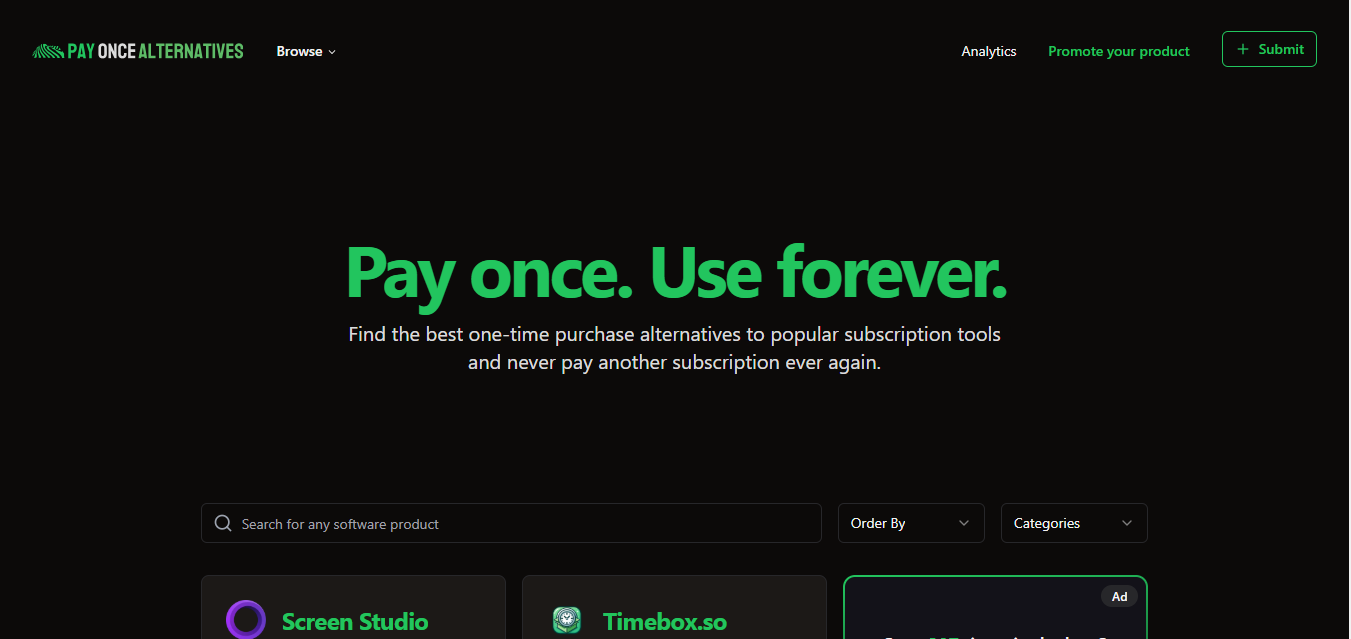 PAY ONCE ALTERNATIVES
Browse
Analytics
Promote your product
Submit
Pay once. Use forever.
Find the best one-time purchase alternatives to popular subscription tools
and never pay another subscription ever again.
Search for any software product
Order By
Categories
Screen Studio
Timebox.so
Ad